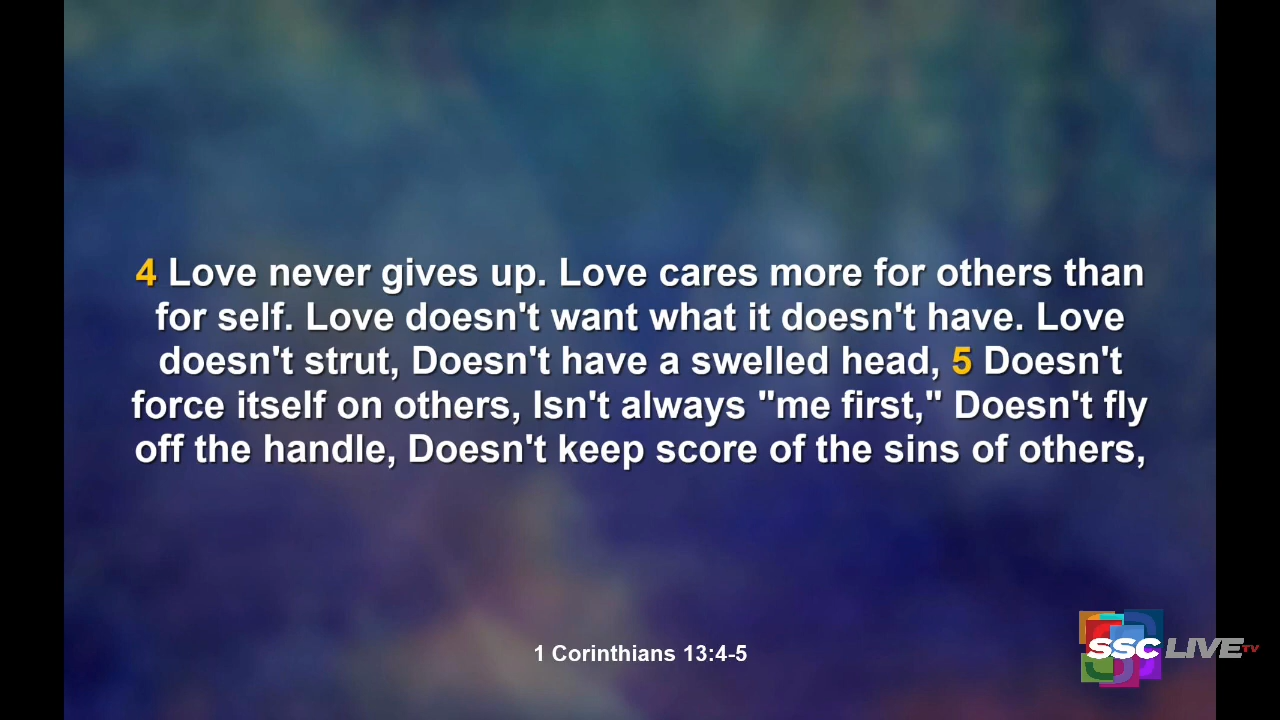 4 Love never gives up. Love cares more for others than
for self. Love doesn't want what it doesn't have. Love
doesn't strut, Doesn't have a swelled head, 5 Doesn't
force itself on others, Isn't always "me first," Doesn't fly
off the handle, Doesn't keep score of the sins of others,
1 Corinthians 13:4-5
SSC LIVE TV